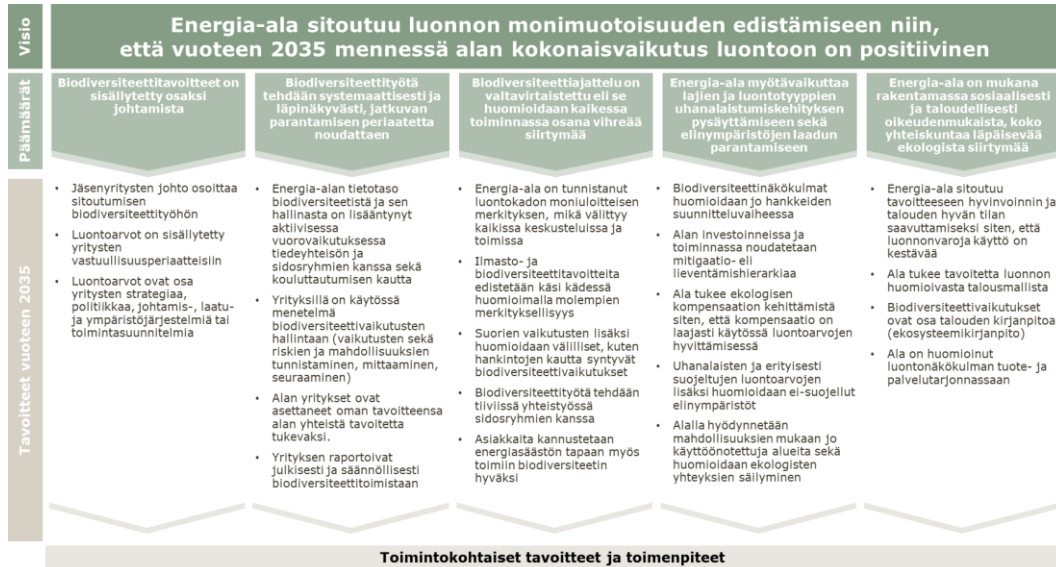 Visio
Energia-ala sitoutuu luonnon monimuotoisuuden edistämiseen niin,
että vuoteen 2035 mennessä alan kokonaisvaikutus luontoon on positiivinen
Päämäärät
Biodiversiteettitavoitteet on
sisällytetty osaksi
johtamista
Biodiversiteettityötä
tehdään systemaattisesti ja
läpinäkyvästi, jatkuvan
parantamisen periaatetta
noudattaen
Biodiversiteettiajattelu on
valtavirtaistettu eli se
huomioidaan kaikessa
toiminnassa osana vihreää
siirtymää
Energia-ala myötävaikuttaa
lajien ja luontotyyppien
uhanalaistumiskehityksen
pysäyttämiseen sekä
elinympäristöjen laadun
parantamiseen
Energia-ala on mukana
rakentamassa sosiaalisesti
ja taloudellisesti
oikeudenmukaista, koko
yhteiskuntaa läpäisevää
ekologista siirtymää
Tavoitteet vuoteen 2035
• Jäsenyritysten johto osoittaa
sitoutumisen
biodiversiteettityöhön
• Luontoarvot on sisällytetty
yritysten
vastuullisuusperiaatteisiin
• Luontoarvot ovat osa
yritysten strategiaa,
politiikkaa, johtamis-, laatu-
ja ympäristöjärjestelmiä tai
toimintasuunnitelmia
• Energia-alan tietotaso
biodiversiteetistä ja sen
hallinasta on lisääntynyt
aktiivisessa
vuorovaikutuksessa
tiedeyhteisön ja
sidosryhmien kanssa sekä
kouluttautumisen kautta
• Yrityksillä on käytössä
menetelmä
biodiversiteettivaikutusten
hallintaan (vaikutusten sekä
riskien ja mahdollisuuksien
tunnistaminen, mittaaminen,
seuraaminen)
• Alan yritykset ovat
asettaneet oman tavoitteensa
alan yhteistä tavoitetta
tukevaksi.
• Yrityksen raportoivat
julkisesti ja säännöllisesti
biodiversiteettitoimistaan
• Energia-ala on tunnistanut
luontokadon moniuloitteisen
merkityksen, mikä välittyy
kaikissa keskusteluissa ja
toimissa
• Ilmasto- ja
biodiversiteettitavoitteita
edistetään käsi kädessä
huomioimalla molempien
merkityksellisyys
• Suorien vaikutusten lisäksi
huomioidaan välilliset, kuten
hankintojen kautta syntyvät
biodiversiteettivaikutukset
• Biodiversiteettityötä tehdään
tiiviissä yhteistyössä
sidosryhmien kanssa
• Asiakkaita kannustetaan
energiasäästön tapaan myös
toimiin biodiversiteetin
hyväksi
• Biodiversiteettinäkökulmat
huomioidaan jo hankkeiden
suunnitteluvaiheessa
• Alan investoinneissa ja
toiminnassa noudatetaan
mitigaatio- eli
lieventämishierarkiaa
• Ala tukee ekologisen
kompensaation kehittämistä
siten, että kompensaatio on
laajasti käytössä luontoarvojen
hyvittämisessä
• Uhanalaisten ja erityisesti
suojeltujen luontoarvojen
lisäksi huomioidaan ei-suojellut
elinympäristöt
• Alalla hyödynnetään
mahdollisuuksien mukaan jo
käyttöönotettuja alueita sekä
huomioidaan ekologisten
yhteyksien säilyminen
• Energia-ala sitoutuu
tavoitteeseen hyvinvoinnin ja
talouden hyvän tilan
saavuttamiseksi siten, että
luonnonvaroja käyttö on
kestävää
• Ala tukee tavoitetta luonnon
huomioivasta talousmallista
• Biodiversiteettivaikutukset
ovat osa talouden kirjanpitoa
(ekosysteemikirjanpito)
• Ala on huomioinut
luontonäkökulman tuote- ja
palvelutarjonnassaan
Toimintokohtaiset tavoitteet ja toimenpiteet